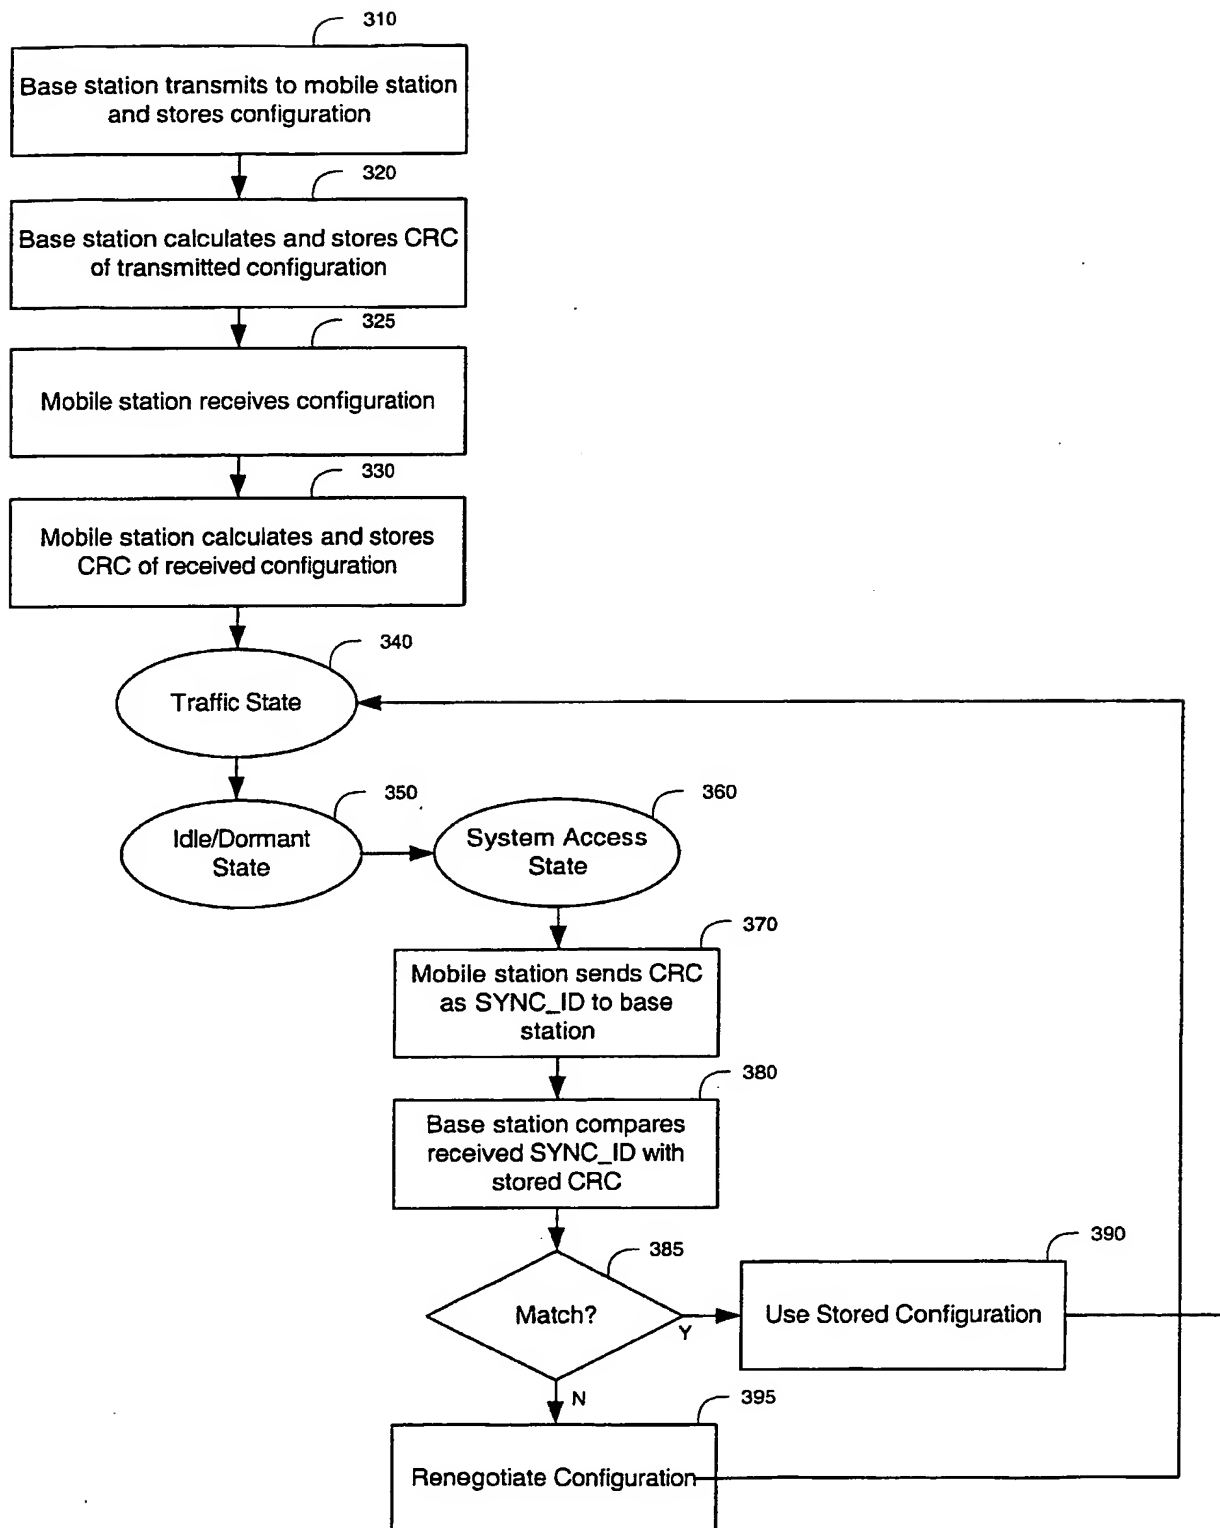 310
Base station transmits to mobile station
and stores configuration
320
Base station calculates and stores CRC
of transmitted configuration
325
Mobile station receives configuration
330
Mobile station calculates and stores
CRC of received configuration
340
Traffic State
350
Idle/Dormant
State
360
System Access
State
370
Mobile station sends CRC
as SYNC_ID to base
station
380
Base station compares
received SYNC_ID with
stored CRC
385
Match?
Y
390
Use Stored Configuration
N
395
Renegotiate Configuration